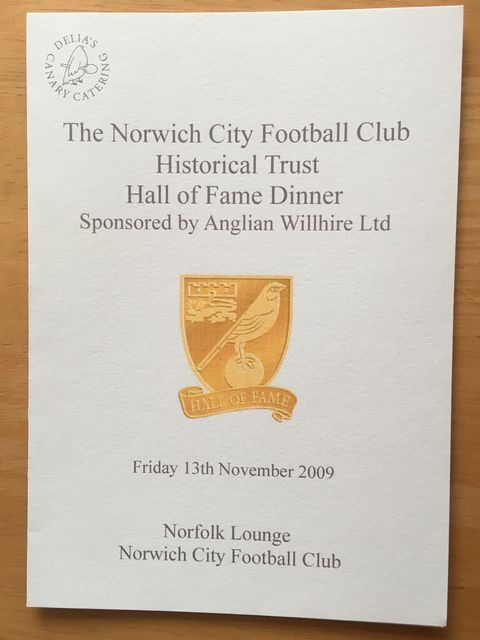 DELIA'S
CANARY CATERING
The Norwich City Football Club
Historical Trust
Hall of Fame Dinner
Sponsored by Anglian Willhire Ltd
HALL OF FAME
Friday 13th November 2009
Norfolk Lounge
Norwich City Football Club